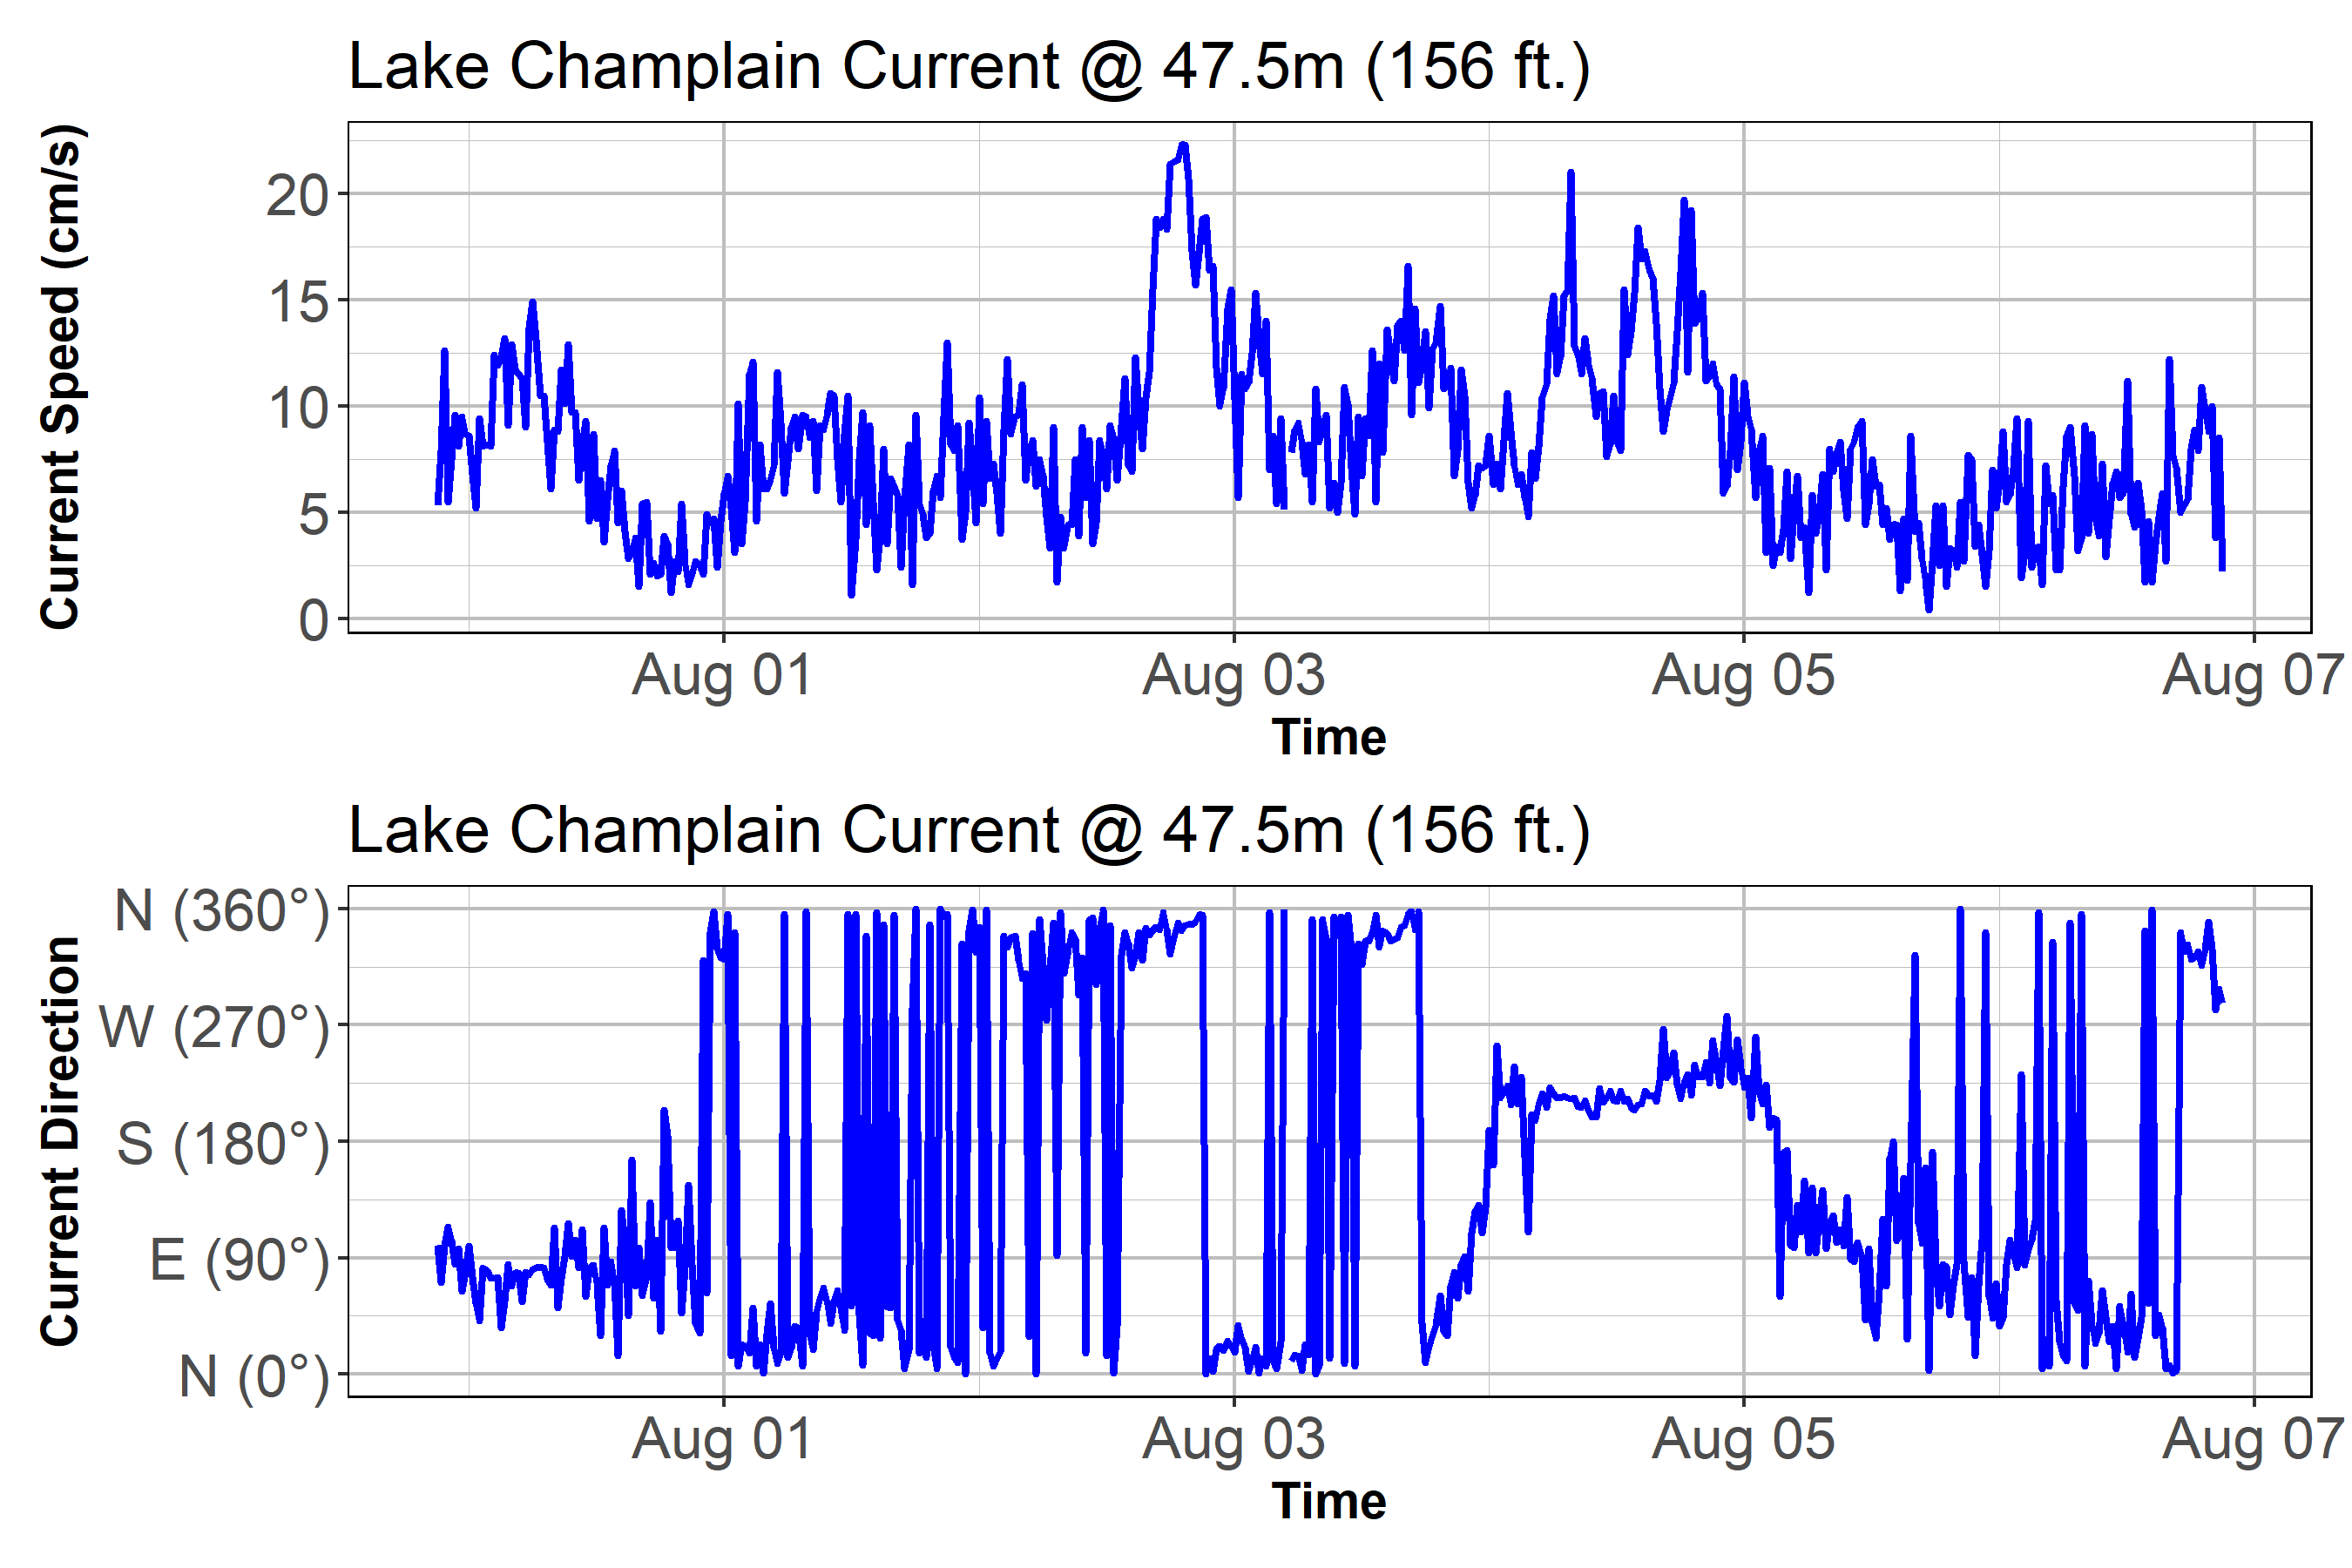 Lake Champlain Current @ 47.5m (156 ft.)
Current Speed (cm/s)
20
15
10
5
0
Aug 01
Aug 03
Aug 05
Aug 07
Time
Lake Champlain Current @ 47.5m (156 ft.)
Current Direction
N (360°)
W (270°)
S (180°)
E (90°)
N (0°)
Aug 01
Aug 03
Aug 05
Aug 07
Time